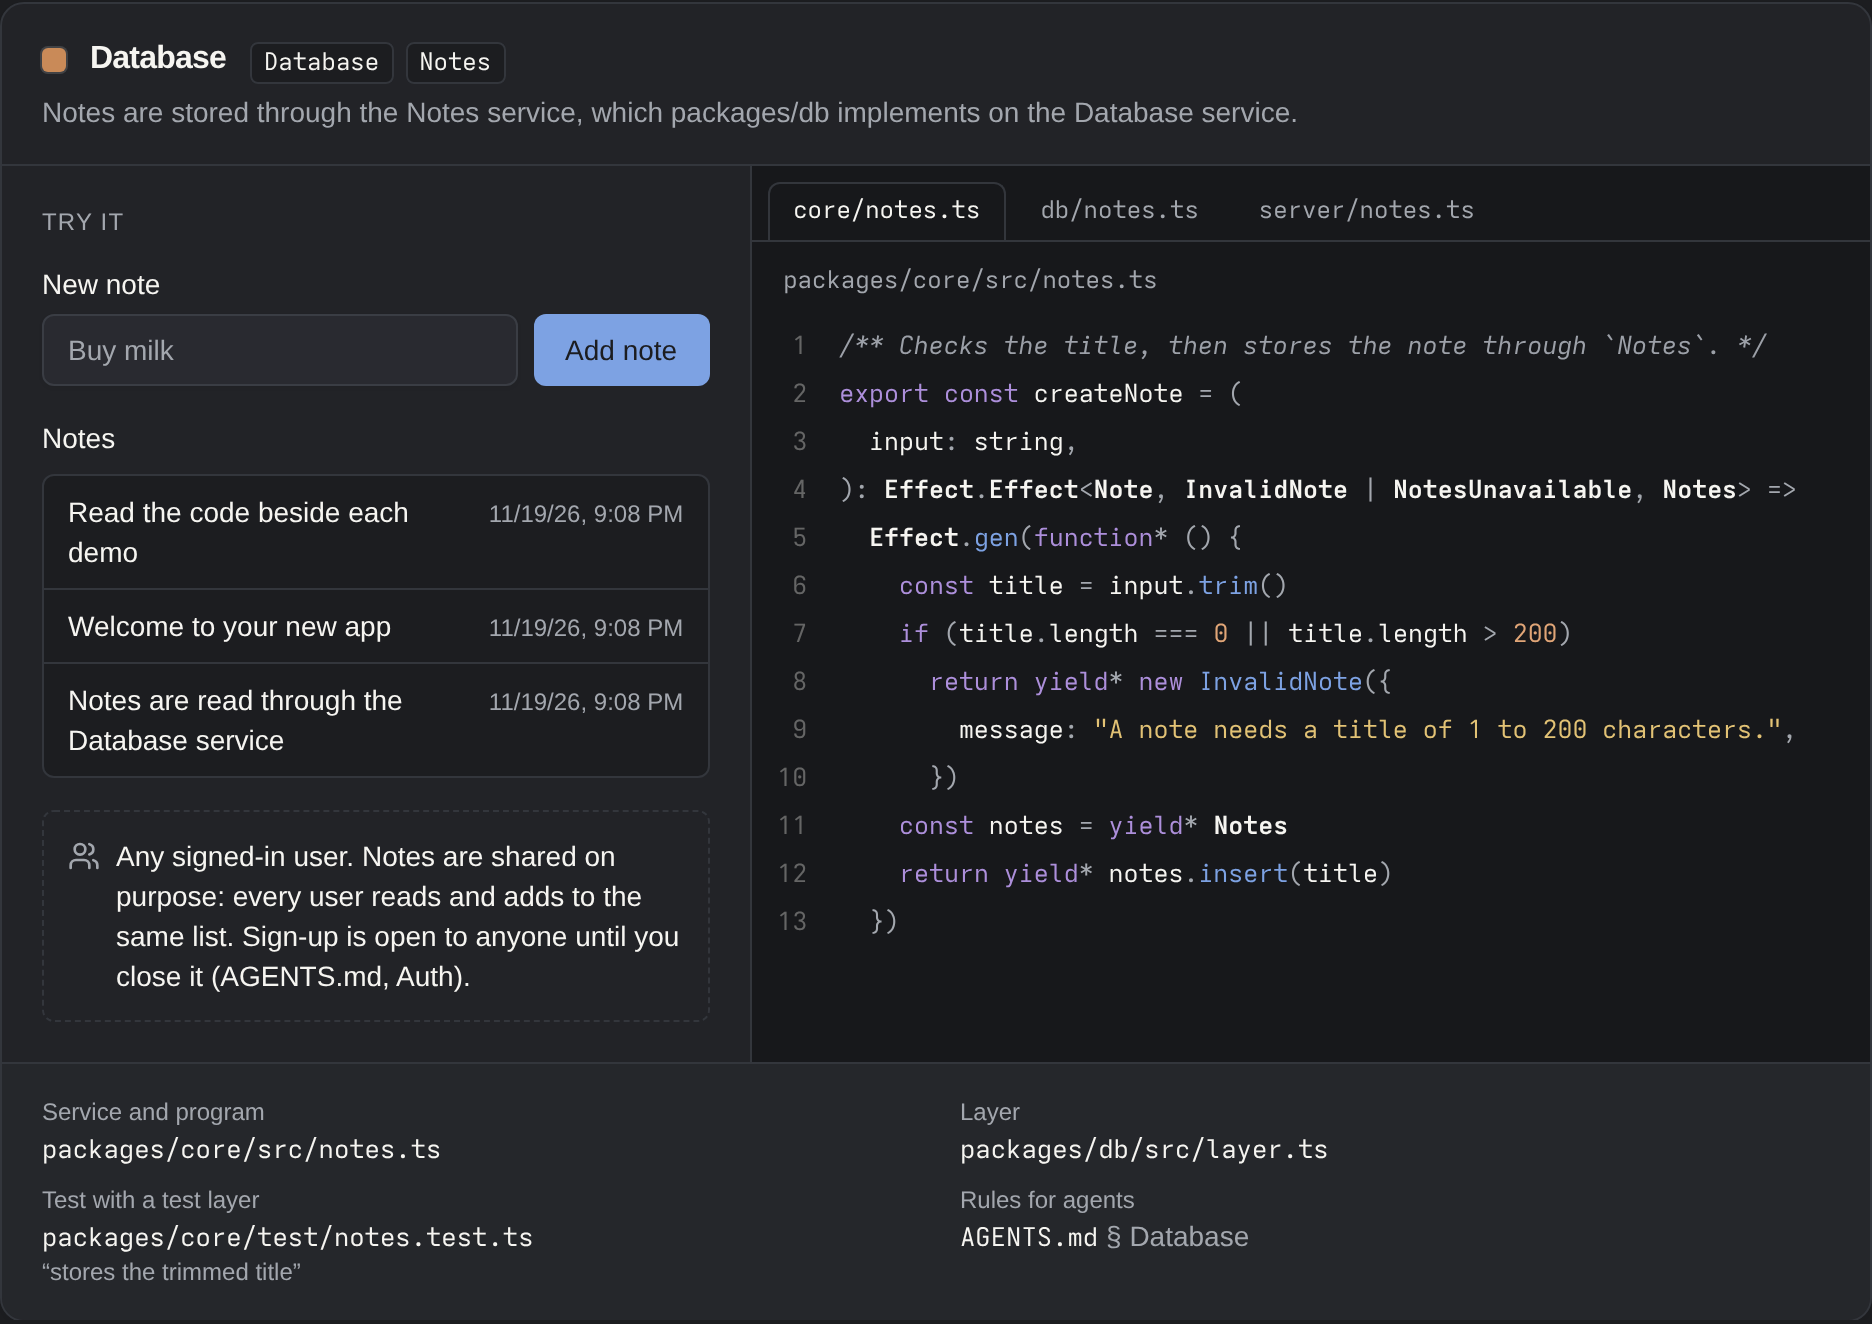 Database Database Notes
Notes are stored through the Notes service, which packages/db implements on the Database service.
TRY IT
New note
Buy milk
Add note
Notes
Read the code beside each
demo
11/19/26, 9:08 PM
Welcome to your new app
11/19/26, 9:08 PM
Notes are read through the
Database service
11/19/26, 9:08 PM
Any signed-in user. Notes are shared on
purpose: every user reads and adds to the
same list. Sign-up is open to anyone until you
close it (AGENTS.md, Auth).
core/notes.ts db/notes.ts server/notes.ts
packages/core/src/notes.ts
1 /** Checks the title, then stores the note through `Notes`. */
2 export const createNote = (
3   input: string,
4 ): Effect.Effect<Note, InvalidNote | NotesUnavailable, Notes> =>
5   Effect.gen(function* () {
6     const title = input.trim()
7     if (title.length === 0 || title.length > 200)
8       return yield* new InvalidNote({
9         message: "A note needs a title of 1 to 200 characters.",
10       })
11     const notes = yield* Notes
12     return yield* notes.insert(title)
13   })
Service and program
packages/core/src/notes.ts
Layer
packages/db/src/layer.ts
Test with a test layer
packages/core/test/notes.test.ts
“stores the trimmed title”
Rules for agents
AGENTS.md § Database